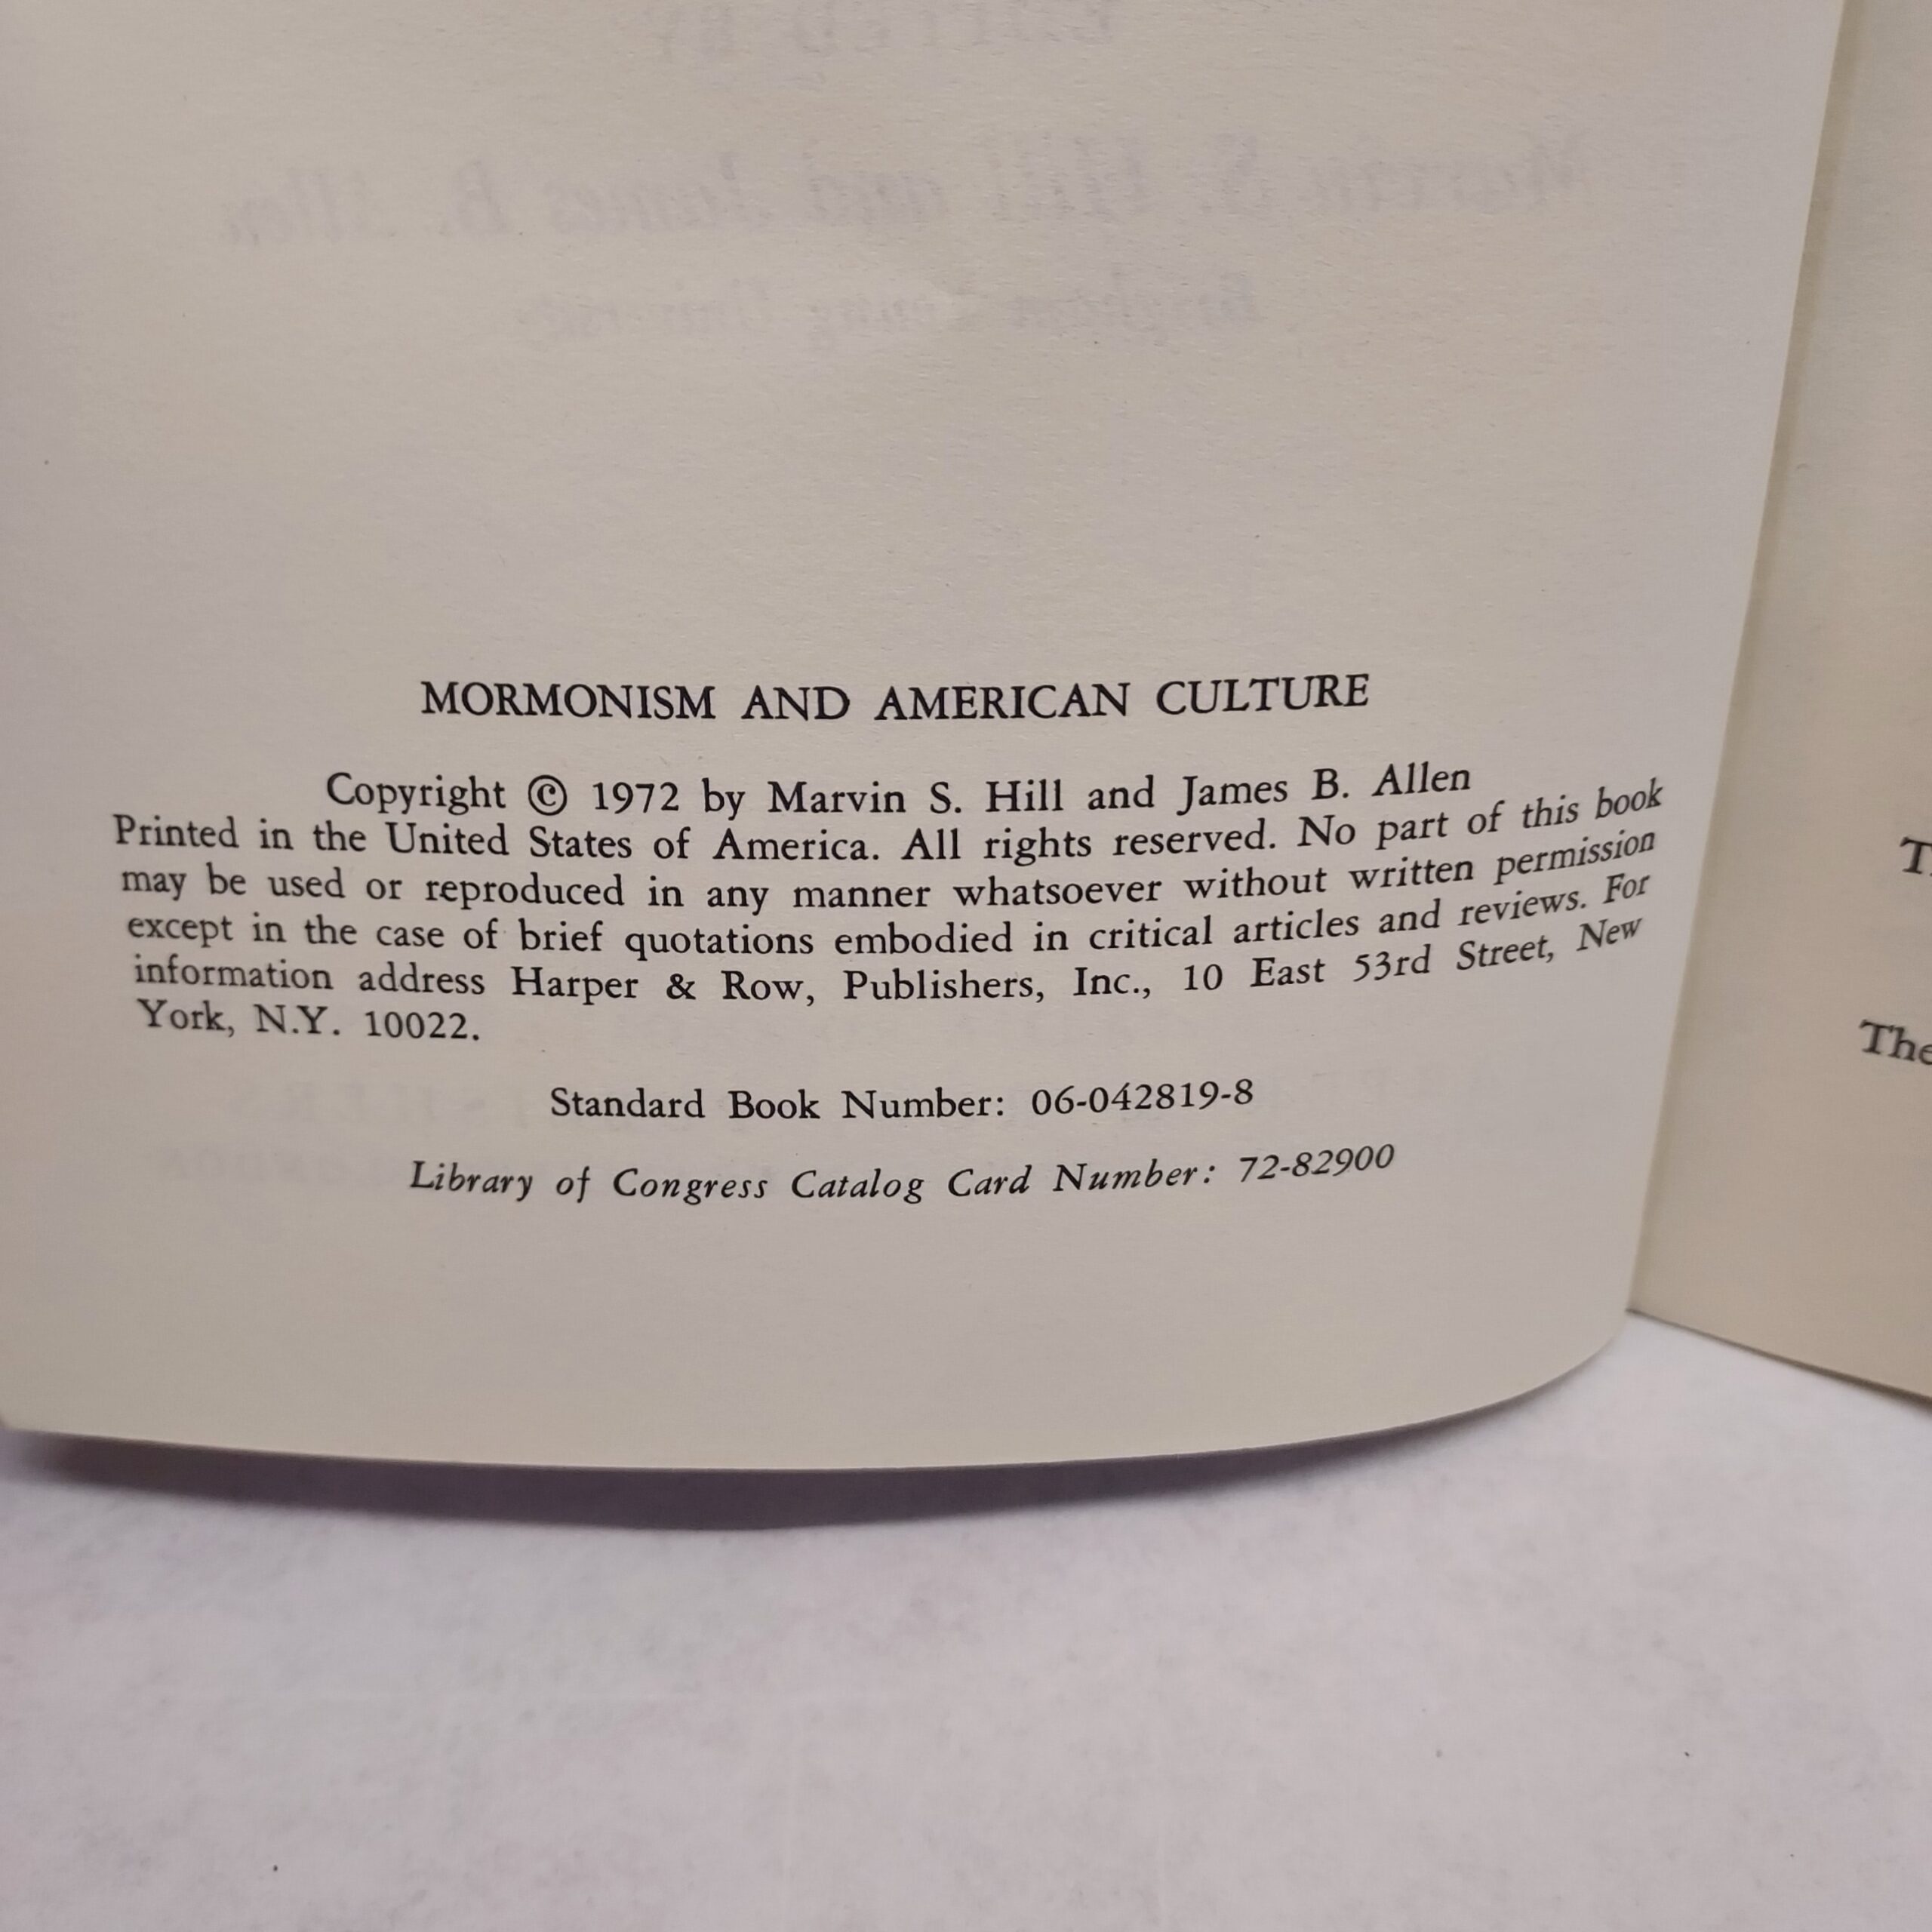 MORMONISM AND AMERICAN CULTURE
Copyright © 1972 by Marvin S. Hill and James B. Allen
Printed in the United States of America. All rights reserved. No part of this book
may be used or reproduced in any manner whatsoever without written permission
except in the case of brief quotations embodied in critical articles and reviews. For
information address Harper & Row, Publishers, Inc., 10 East 53rd Street, New
York, N.Y. 10022.
Standard Book Number: 06-042819-8
Library of Congress Catalog Card Number: 72-82900
The